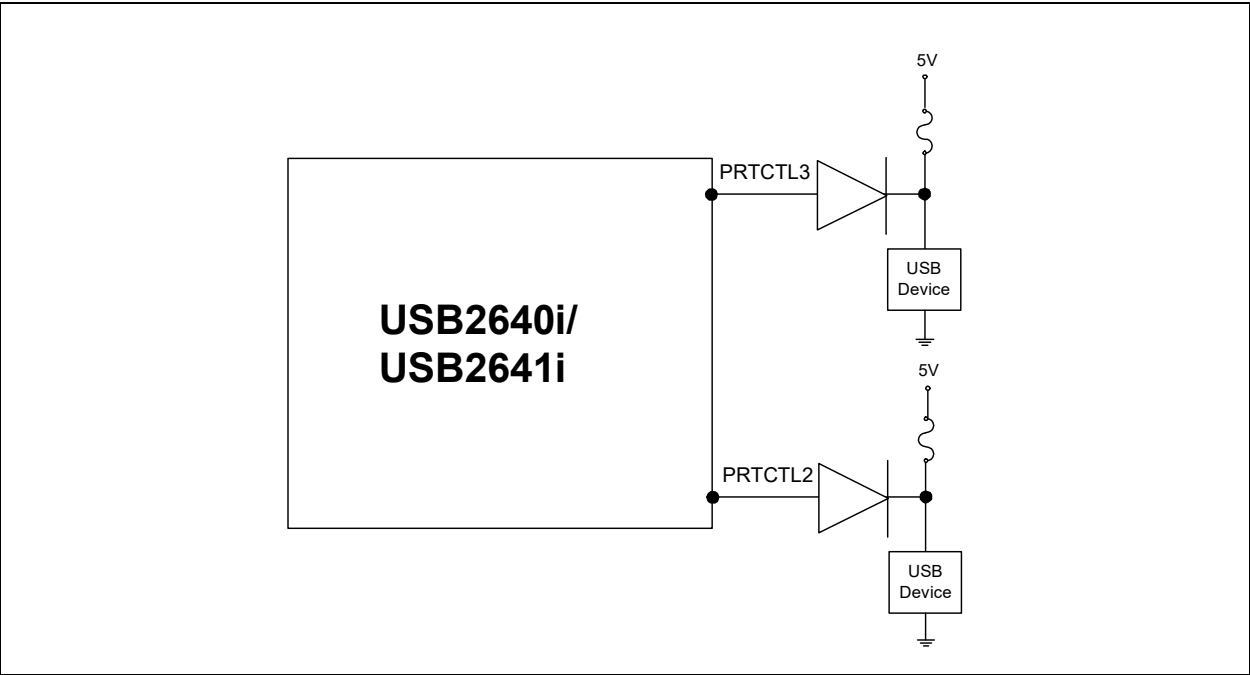 5V
PRTCTL3
USB
Device
USB2640i/
USB2641i
5V
PRTCTL2
USB
Device